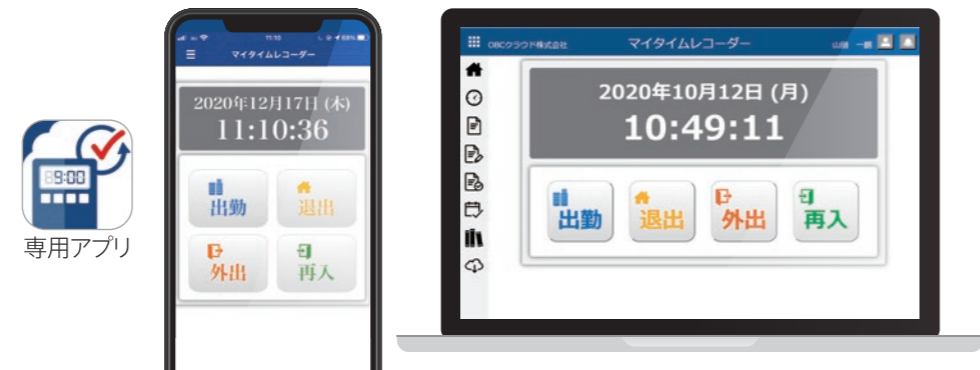 9:00
専用アプリ
11:10
マイタイムレコーダー
2020年12月17日 (木)
11:10:36
出勤
退出
外出
再入
OBCクラウド株式会社
マイタイムレコーダー
2020年10月12日 (月)
10:49:11
出勤
退出
外出
再入